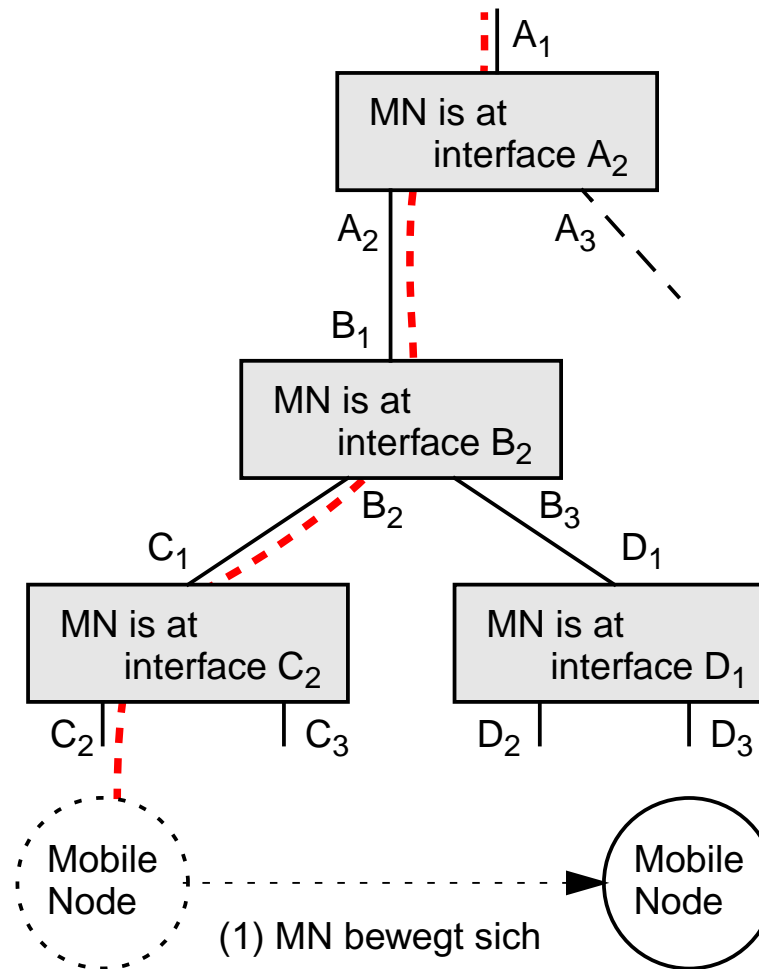 A₁
MN is at
interface A₂
A₂
A₃
B₁
MN is at
interface B₂
B₂
B₃
C₁
D₁
MN is at
interface C₂
MN is at
interface D₁
C₂
C₃
D₂
D₃
Mobile
Node
Mobile
Node
(1) MN bewegt sich